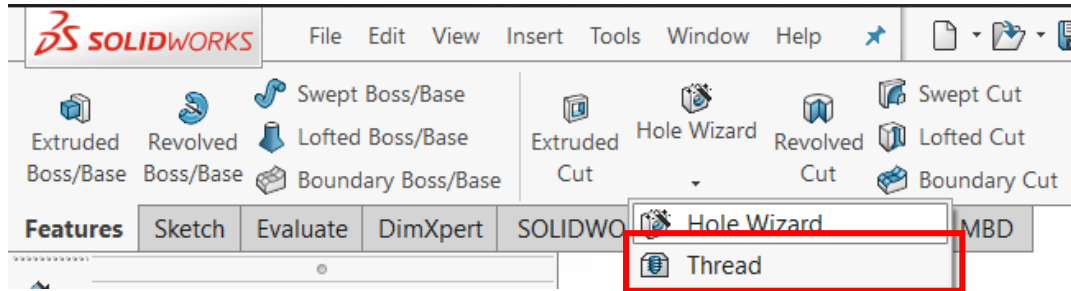 SOLIDWORKS File Edit View Insert Tools Window Help
Swept Boss/Base
Swept Cut
Extruded Boss/Base
Revolved Boss/Base
Lofted Boss/Base
Extruded Cut
Hole Wizard
Revolved Cut
Lofted Cut
Boundary Boss/Base
Boundary Cut
Features Sketch Evaluate DimXpert SOLIDWO MBD
Hole Wizard
Thread